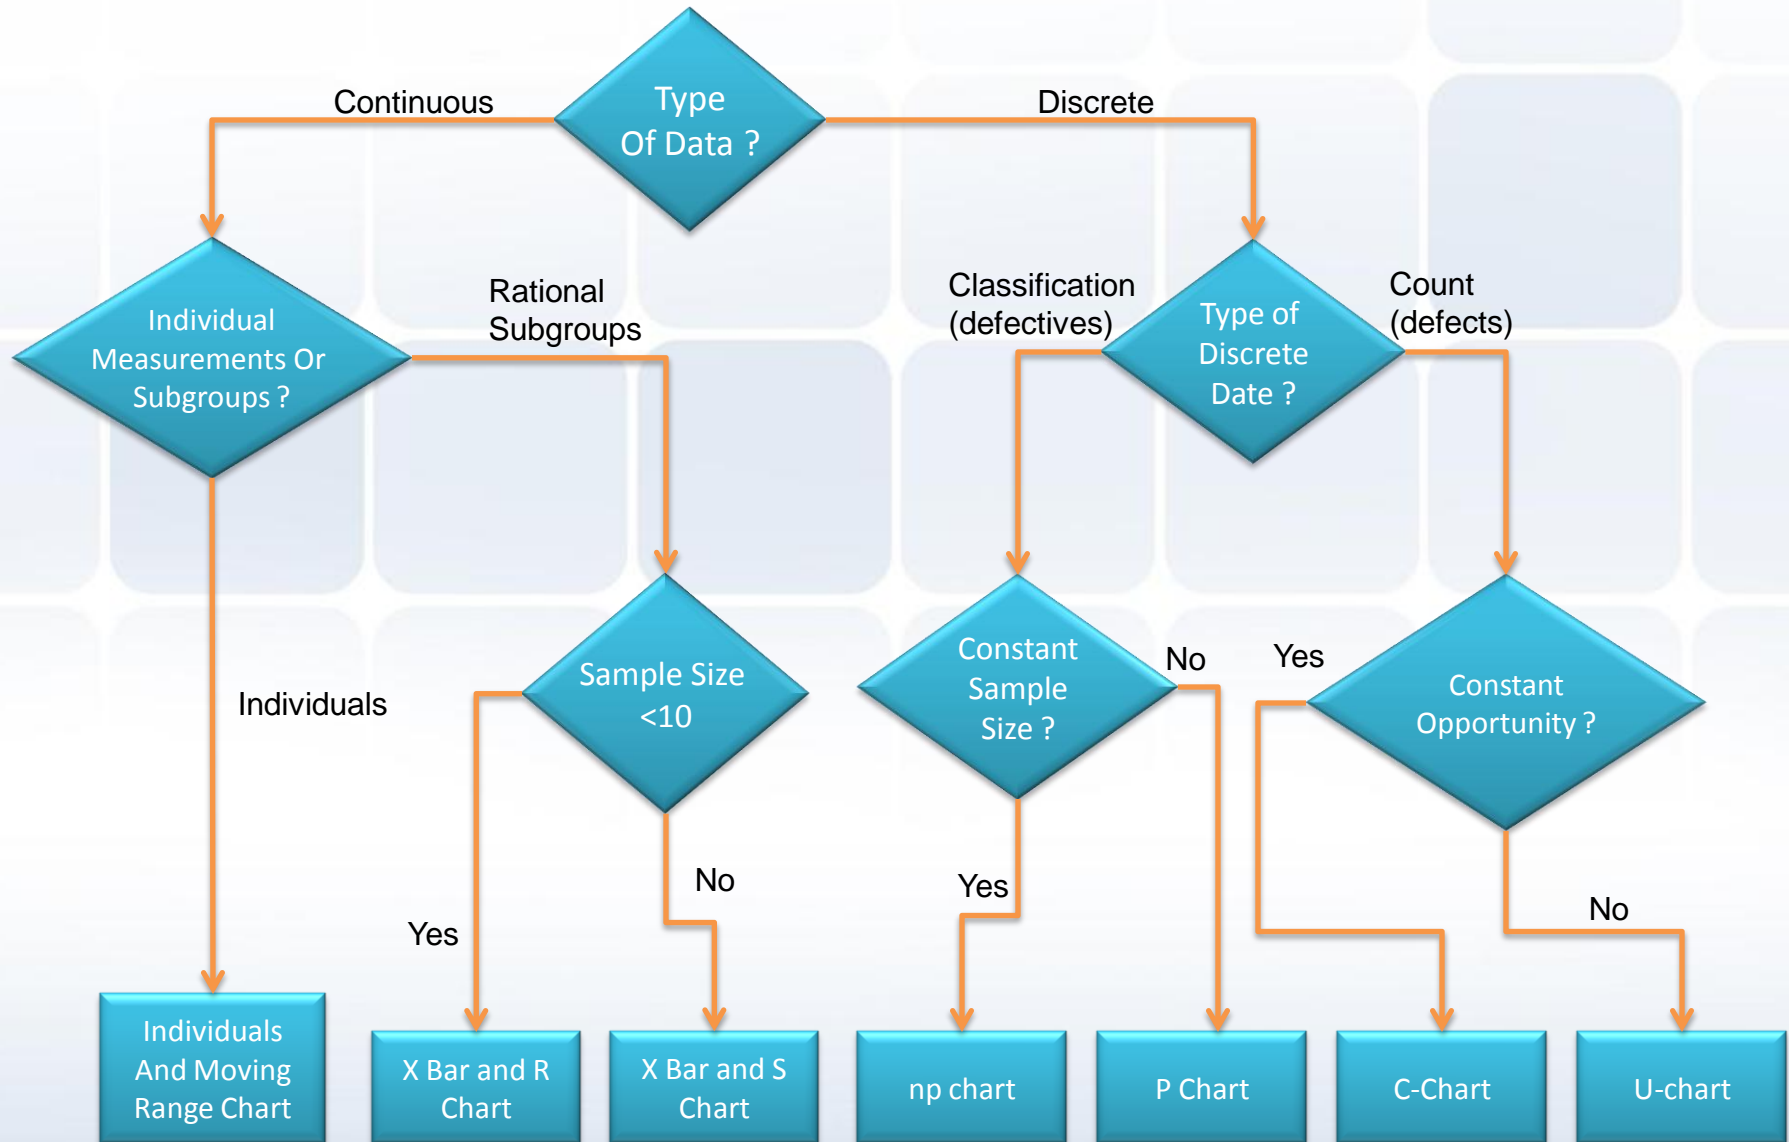 Type
Of Data ?
Continuous
Discrete
Individual
Measurements Or
Subgroups ?
Rational
Subgroups
Classification
(defectives)
Type of
Discrete
Date ?
Count
(defects)
Individuals
Sample Size
<10
Constant
Sample
Size ?
No
Yes
Constant
Opportunity ?
Yes
No
Yes
No
Individuals
And Moving
Range Chart
X Bar and R
Chart
X Bar and S
Chart
np chart
P Chart
C-Chart
U-chart